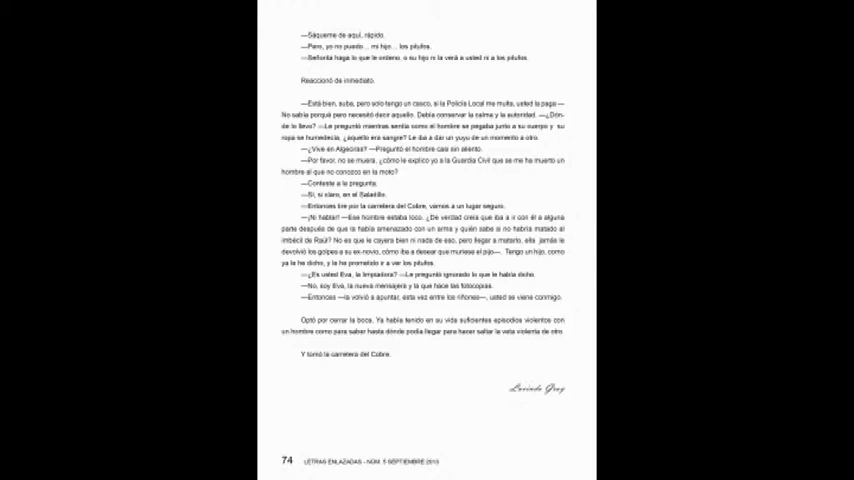 —Sáqueme de aquí, rápido.
—Pero, yo no puedo... mi hijo... los pitufos.
—Señorita haga lo que le ordeno, o su hijo ni la verá a usted ni a los pitufos.
Reaccionó de inmediato.
—Está bien, suba, pero solo tengo un casco, si la Policía Local me multa, usted la paga —
No sabía porqué pero necesitó decir aquello. Debía conservar la calma y la autoridad. —¿Dón-
de lo llevo? —Le preguntó mientras sentía como el hombre se pegaba junto a su cuerpo y su
ropa se humedecía, ¿aquello era sangre? Le iba a dar un yuyu de un momento a otro.
—¿Vive en Algeciras? —Preguntó el hombre casi sin aliento.
—Por favor, no se muera, ¿cómo le explico yo a la Guardia Civil que se me ha muerto un
hombre al que no conozco en la moto?
—Conteste a la pregunta.
—Sí, sí claro, en el Saladillo.
—Entonces tire por la carretera del Cobre, vamos a un lugar seguro.
—¡Ni hablar! —Ese hombre estaba loco. ¿De verdad creía que iba a ir con él a alguna
parte después de que la había amenazado con un arma y quién sabe si no habría matado al
imbécil de Raúl? No es que le cayera bien ni nada de eso, pero llegar a matarlo, ella jamás le
devolvió los golpes a su ex-novio, cómo iba a desear que muriese el pijo—. Tengo un hijo, como
ya le he dicho, y le he prometido ir a ver los pitufos.
—¿Es usted Eva, la limpiadora? —Le preguntó ignorado lo que le había dicho.
—No, soy Eva, la nueva mensajera y la que hace las fotocopias.
—Entonces —la volvió a apuntar, esta vez entre los riñones—, usted se viene conmigo.
Optó por cerrar la boca. Ya había tenido en su vida suficientes episodios violentos con
un hombre como para saber hasta dónde podía llegar para hacer saltar la vata violenta de otro.
Y tomó la carretera del Cobre.
Lucinda Gray
74 LETRAS ENLAZADAS - NÚM. 5 SEPTIEMBRE 2013